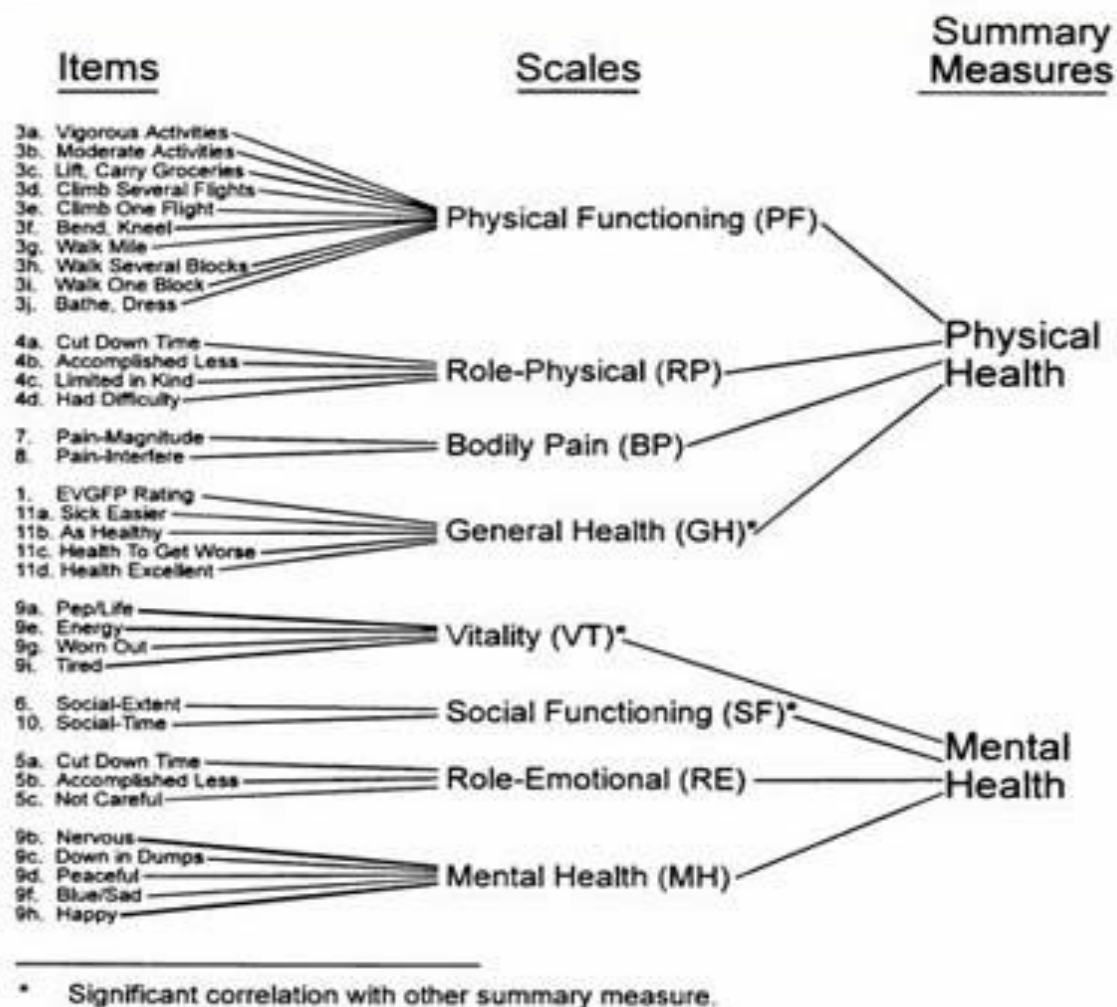 Items
Scales
Summary
Measures
3a. Vigorous Activities
3b. Moderate Activities
3c. Lift, Carry Groceries
3d. Climb Several Flights
3e. Climb One Flight
3f. Bend, Kneel
3g. Walk Mile
3h. Walk Several Blocks
3i. Walk One Block
3j. Bathe, Dress
Physical Functioning (PF)
4a. Cut Down Time
4b. Accomplished Less
4c. Limited in Kind
4d. Had Difficulty
Role-Physical (RP)
7. Pain-Magnitude
8. Pain-Interfere
Bodily Pain (BP)
1. EVGFP Rating
11a. Sick Easier
11b. As Healthy
11c. Health To Get Worse
11d. Health Excellent
General Health (GH)*
Physical
Health
9a. Pep/Life
9e. Energy
9g. Worn Out
9i. Tired
Vitality (VT)*
6. Social-Extent
10. Social-Time
Social Functioning (SF)*
5a. Cut Down Time
5b. Accomplished Less
5c. Not Careful
Role-Emotional (RE)
9b. Nervous
9c. Down in Dumps
9d. Peaceful
9f. Blue/Sad
9h. Happy
Mental Health (MH)
Mental
Health
* Significant correlation with other summary measure.